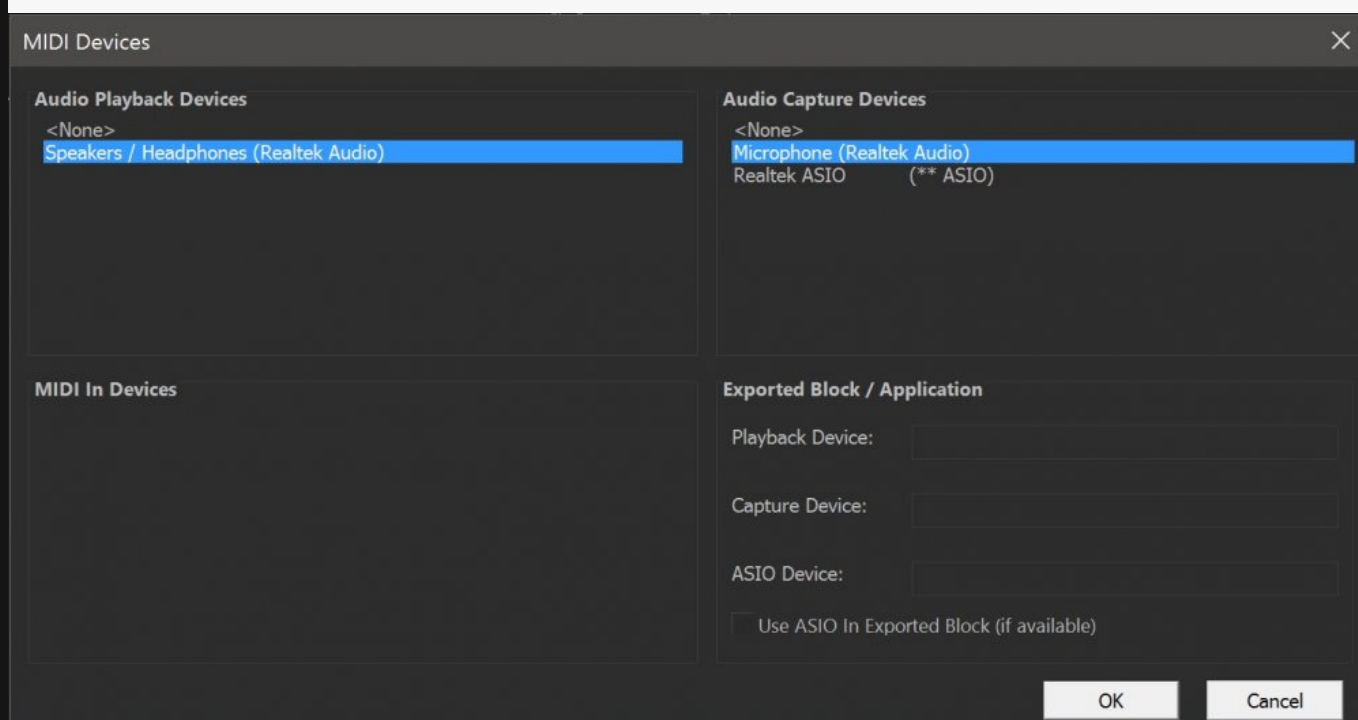 MIDI Devices
Audio Playback Devices
<None>
Speakers / Headphones (Realtek Audio)
Audio Capture Devices
<None>
Microphone (Realtek Audio)
Realtek ASIO (** ASIO)
MIDI In Devices
Exported Block / Application
Playback Device:
Capture Device:
ASIO Device:
Use ASIO In Exported Block (if available)
OK
Cancel